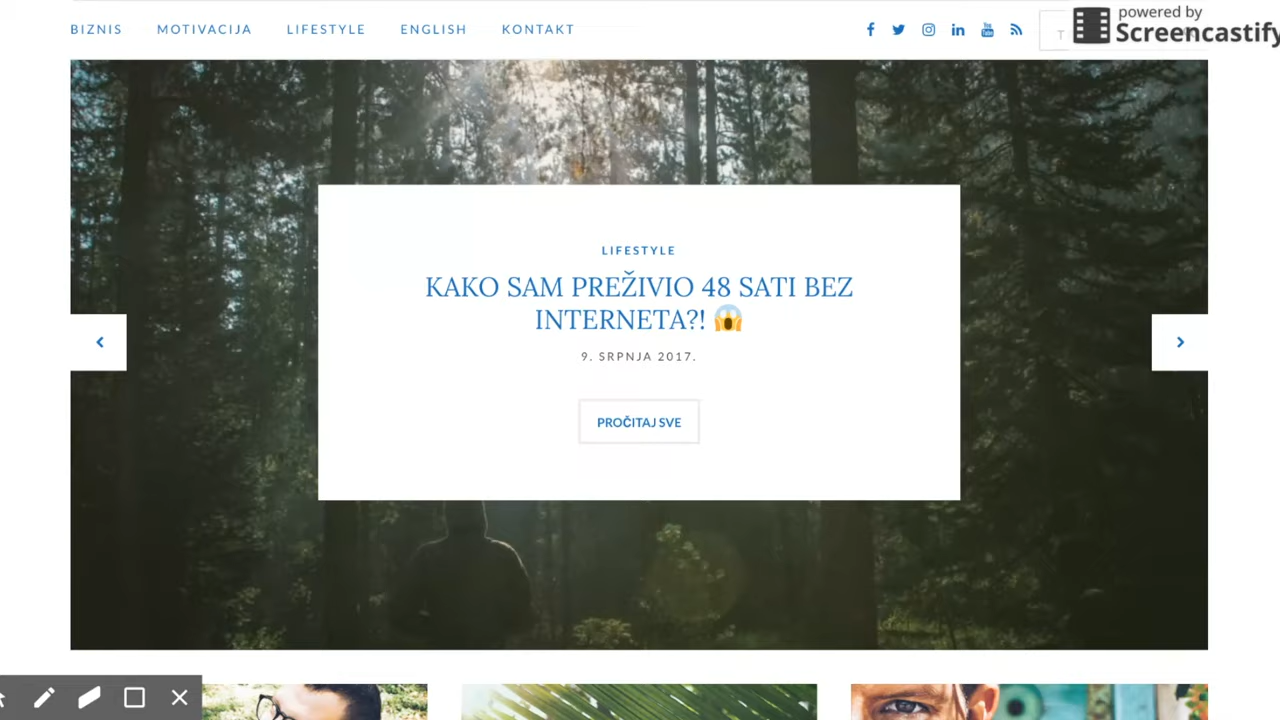 BIZNIS MOTIVACIJA LIFESTYLE ENGLISH KONTAKT
powered by
Screencastify
LIFESTYLE
KAKO SAM PREŽIVIO 48 SATI BEZ
INTERNETA?! 😱
9. SRPNJA 2017.
PROČITAJ SVE